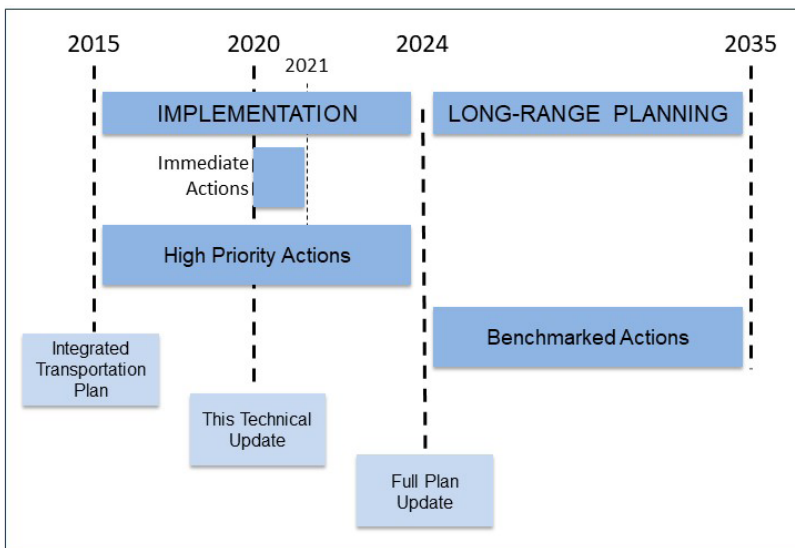 2015
2020
2024
2035
2021
IMPLEMENTATION
LONG-RANGE PLANNING
Immediate
Actions
High Priority Actions
Benchmarked Actions
Integrated
Transportation
Plan
This Technical
Update
Full Plan
Update